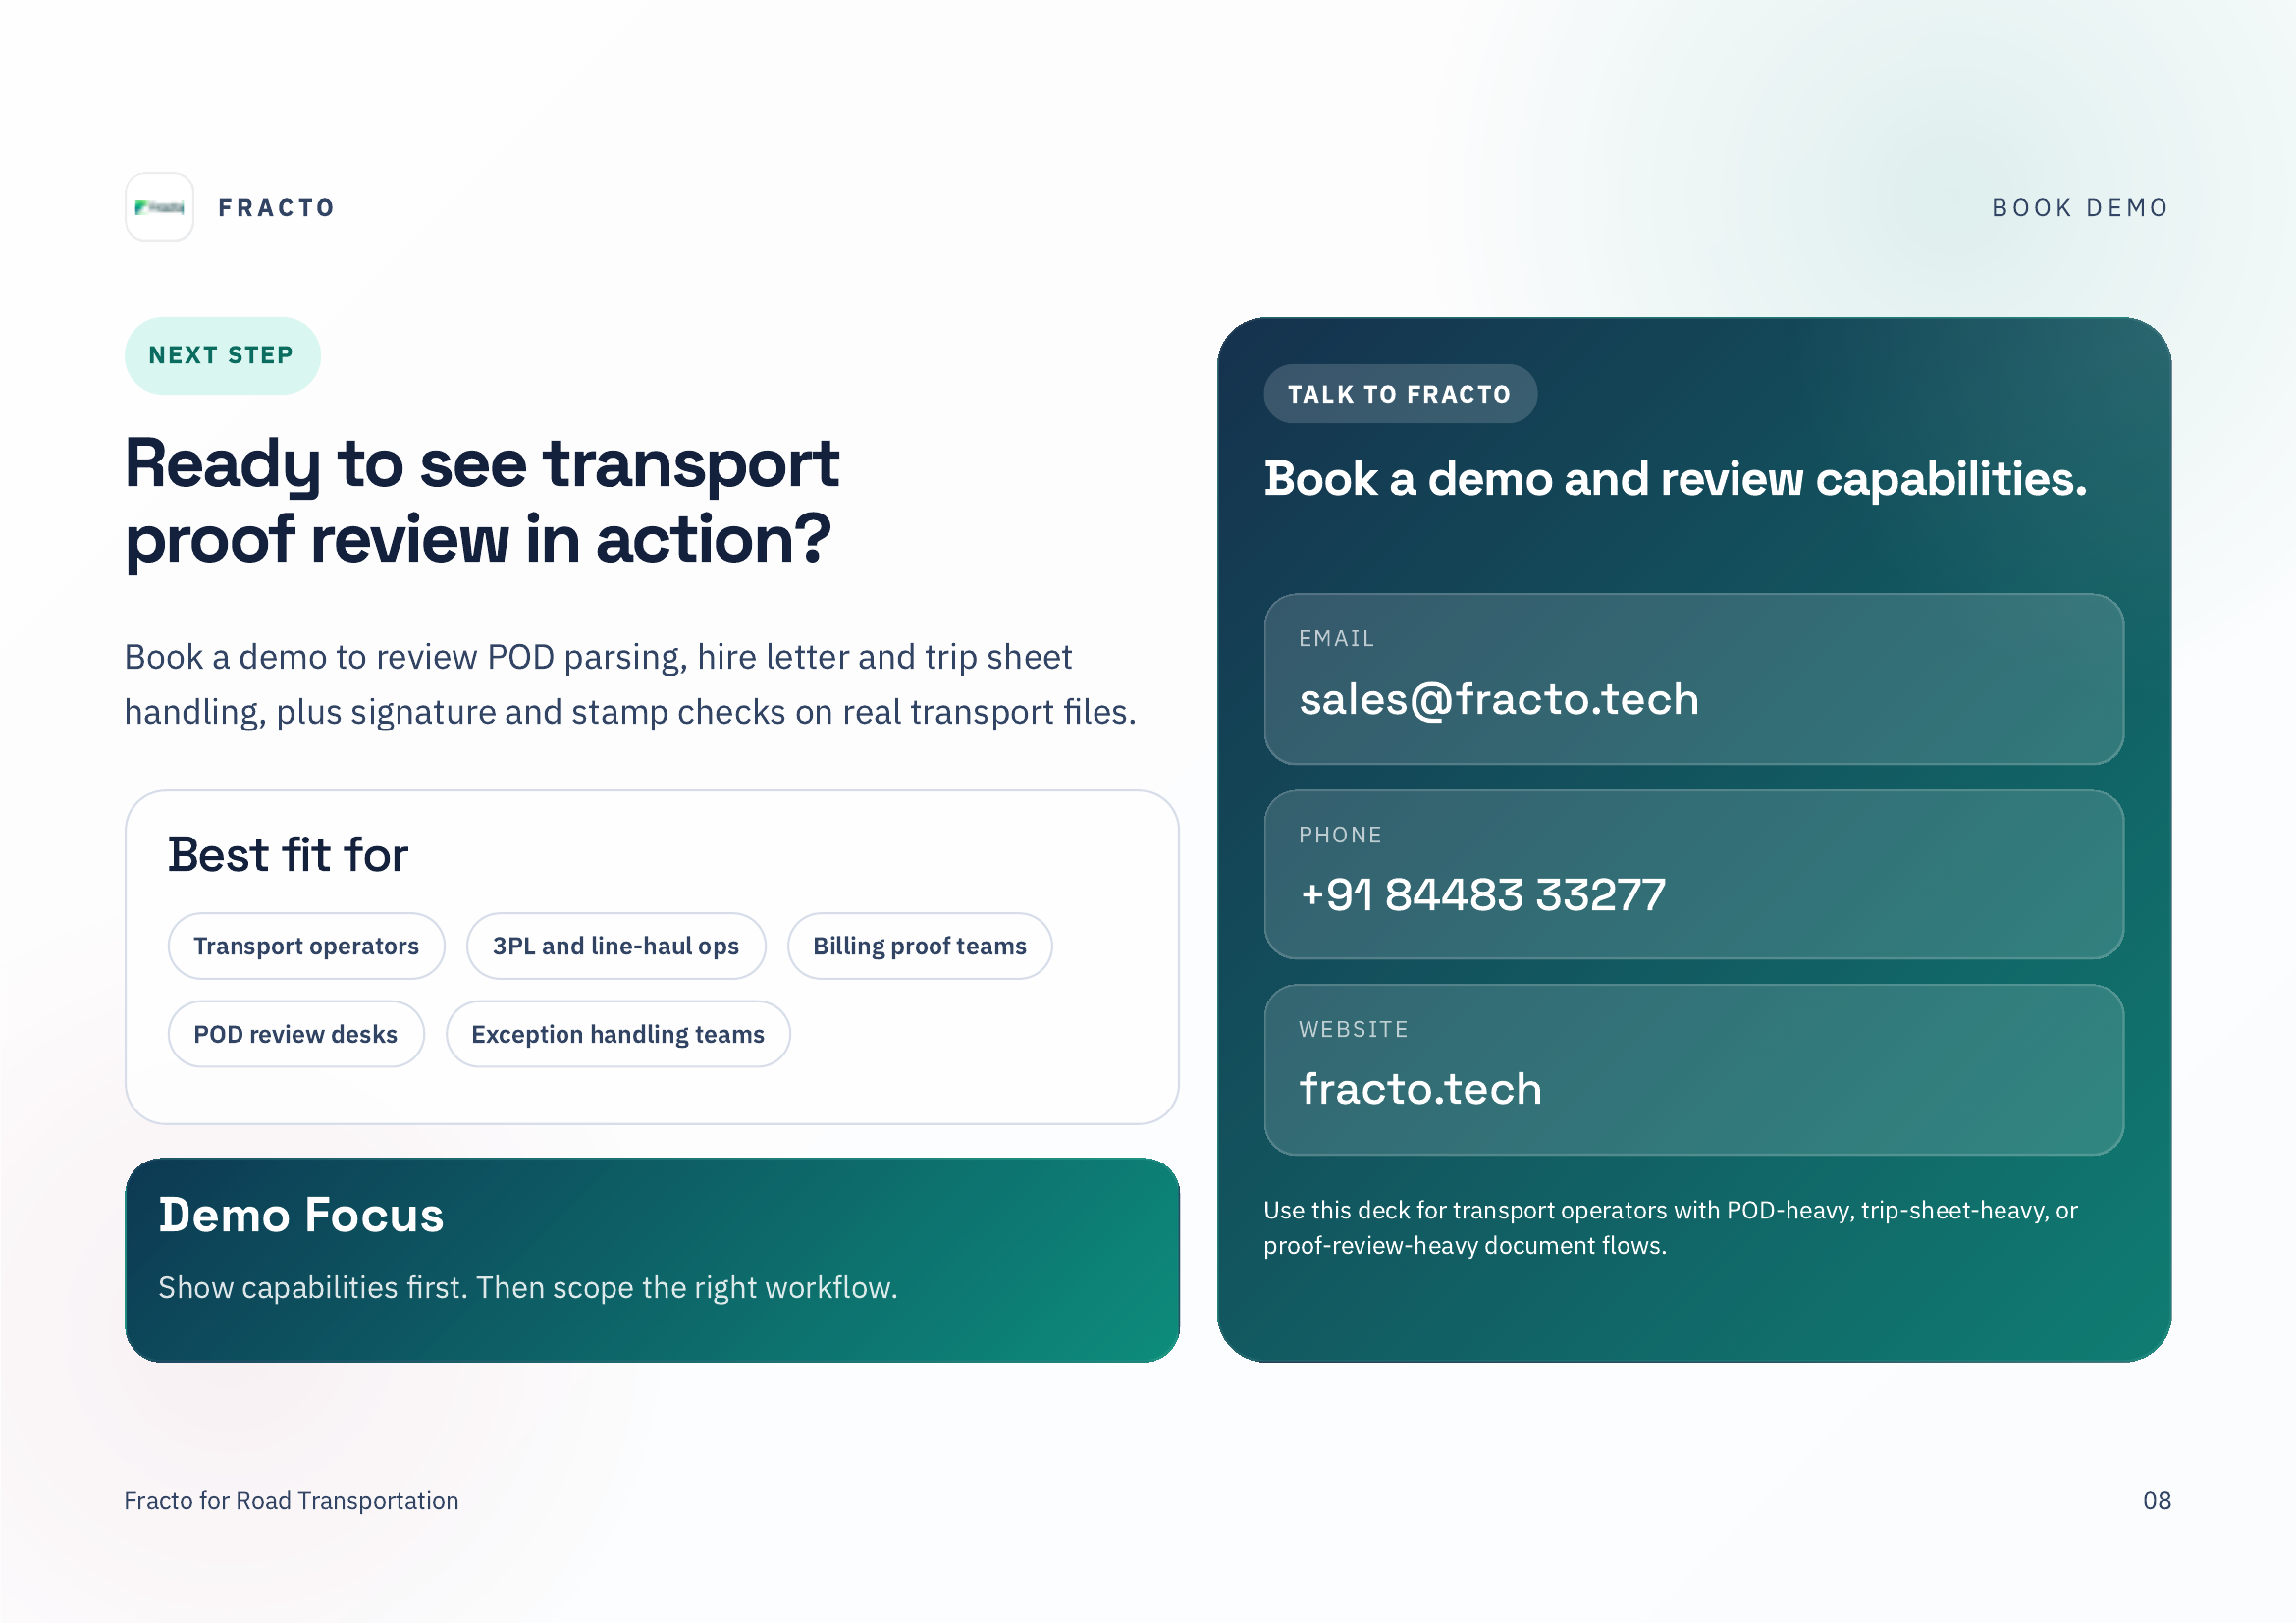 FRACTO
BOOK DEMO
NEXT STEP
Ready to see transport
proof review in action?
Book a demo to review POD parsing, hire letter and trip sheet
handling, plus signature and stamp checks on real transport files.
Best fit for
Transport operators
3PL and line-haul ops
Billing proof teams
POD review desks
Exception handling teams
Demo Focus
Show capabilities first. Then scope the right workflow.
TALK TO FRACTO
Book a demo and review capabilities.
EMAIL
sales@fracto.tech
PHONE
+91 84483 33277
WEBSITE
fracto.tech
Use this deck for transport operators with POD-heavy, trip-sheet-heavy, or
proof-review-heavy document flows.
Fracto for Road Transportation
08